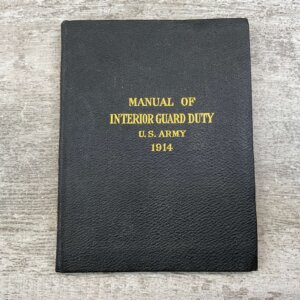 MANUAL OF
INTERIOR GUARD DUTY
U.S. ARMY
1914